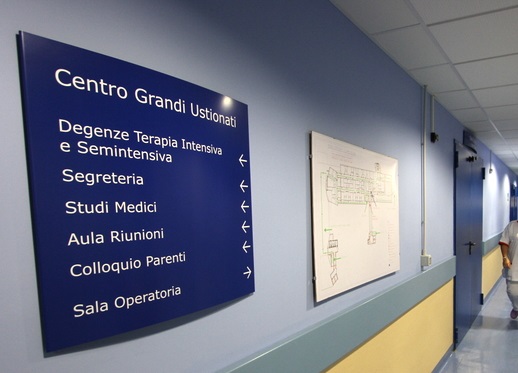 Centro Grandi Ustionati
Degenze Terapia Intensiva
e Semintensiva ←
Segreteria ←
Studi Medici ←
Aula Riunioni ←
Colloquio Parenti ←
Sala Operatoria →